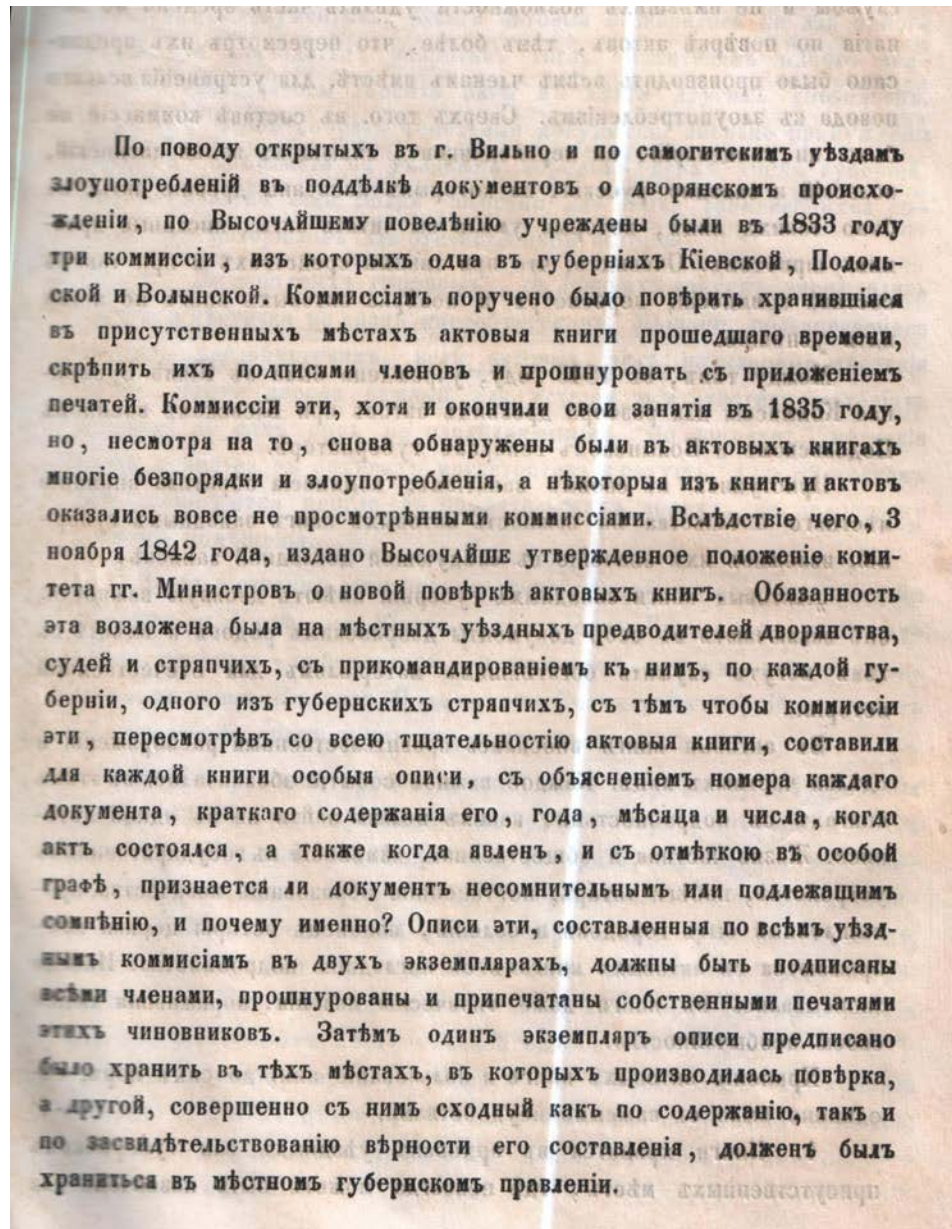 По поводу открытыхъ въ г. Вильно и по самогитскимъ уѣздамъ
злоупотребленій въ поддѣлкѣ документовъ о дворянскомъ происхо-
жденіи, по ВысочАйшему повелѣнію учреждены были въ 1833 году
три коммиссіи, изъ которыхъ одна въ губерніяхъ Кіевской, Подоль-
ской и Волынской. Коммиссіямъ поручено было повѣрить хранившіяся
въ присутственныхъ мѣстахъ актовыя книги прошедшаго времени,
скрѣпить ихъ подписями членовъ и прошнуровать съ приложеніемъ
печатей. Коммиссіи эти, хотя и окончили свои занятія въ 1835 году,
но, несмотря на то, снова обнаружены были въ актовыхъ книгахъ
многіе безпорядки и злоупотребленія, а нѣкоторыя изъ книгъ и актовъ
оказались вовсе не просмотрѣнными коммиссіями. Вслѣдствіе чего, 3
ноября 1842 года, издано ВысочАйше утвержденное положеніе коми-
тета гг. Министровъ о новой повѣркѣ актовыхъ книгъ. Обязанность
эта возложена была на мѣстныхъ уѣздныхъ предводителей дворянства,
судей и стряпчихъ, съ прикомандированіемъ къ нимъ, по каждой гу-
берніи, одного изъ губернскихъ стряпчихъ, съ тѣмъ чтобы коммиссіи
эти, пересмотрѣвъ со всею тщательностію актовыя книги, составили
для каждой книги особыя описи, съ объясненіемъ номера каждаго
документа, краткаго содержанія его, года, мѣсяца и числа, когда
актъ состоялся, а также когда явленъ, и съ отмѣткою въ особой
графѣ, признается ли документъ несомнительнымъ или подлежащимъ
сомнѣнію, и почему именно? Описи эти, составленныя по всѣмъ уѣзд-
нымъ коммисіямъ въ двухъ экземплярахъ, должны быть подписаны
всѣми членами, прошнурованы и припечатаны собственными печатями
этихъ чиновниковъ. Затѣмъ одинъ экземпляръ описи предписано
было хранить въ тѣхъ мѣстахъ, въ которыхъ производилась повѣрка,
а другой, совершенно съ нимъ сходный какъ по содержанію, такъ и
по засвидѣтельствованію вѣрности его составленія, долженъ былъ
храниться въ мѣстномъ губернскомъ правленіи.